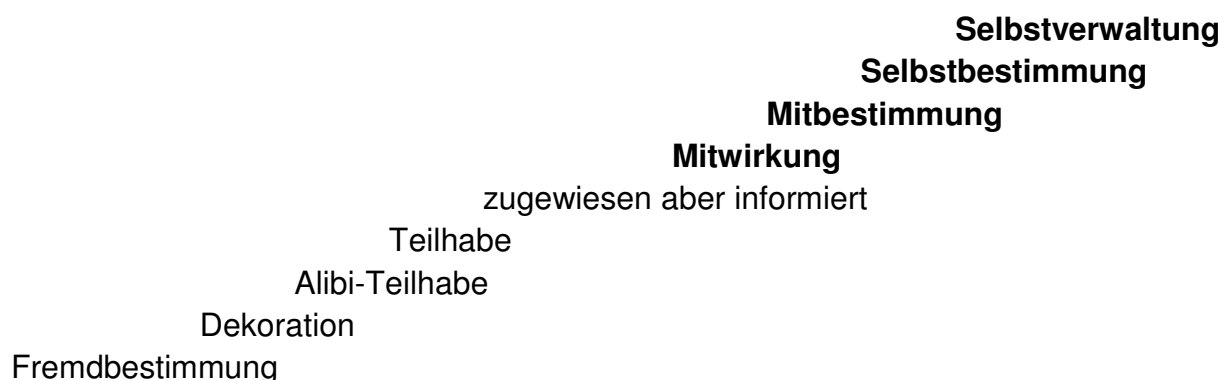 Selbstverwaltung
Selbstbestimmung
Mitbestimmung
Mitwirkung
zugewiesen aber informiert
Teilhabe
Alibi-Teilhabe
Dekoration
Fremdbestimmung